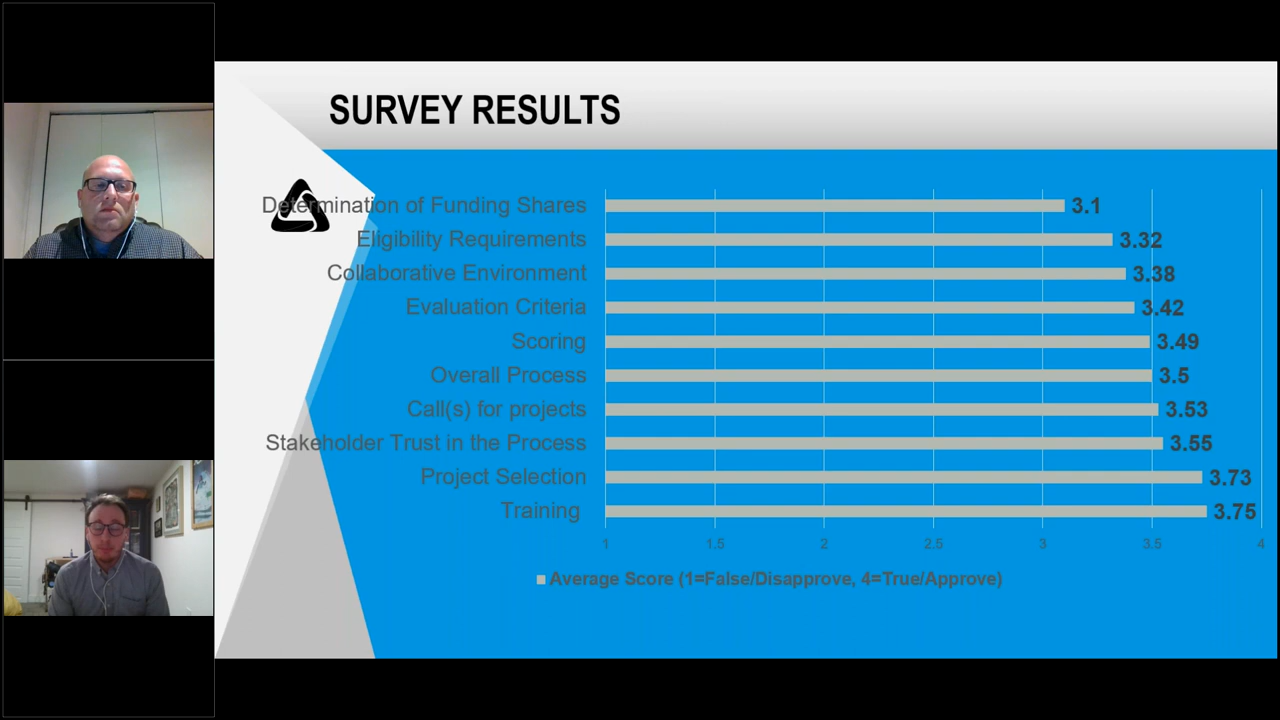 SURVEY RESULTS
Determination of Funding Shares 3.1
Eligibility Requirements 3.32
Collaborative Environment 3.38
Evaluation Criteria 3.42
Scoring 3.49
Overall Process 3.5
Call(s) for projects 3.53
Stakeholder Trust in the Process 3.55
Project Selection 3.73
Training 3.75
1 1.5 2 2.5 3 3.5 4
Average Score (1=False/Disapprove, 4=True/Approve)